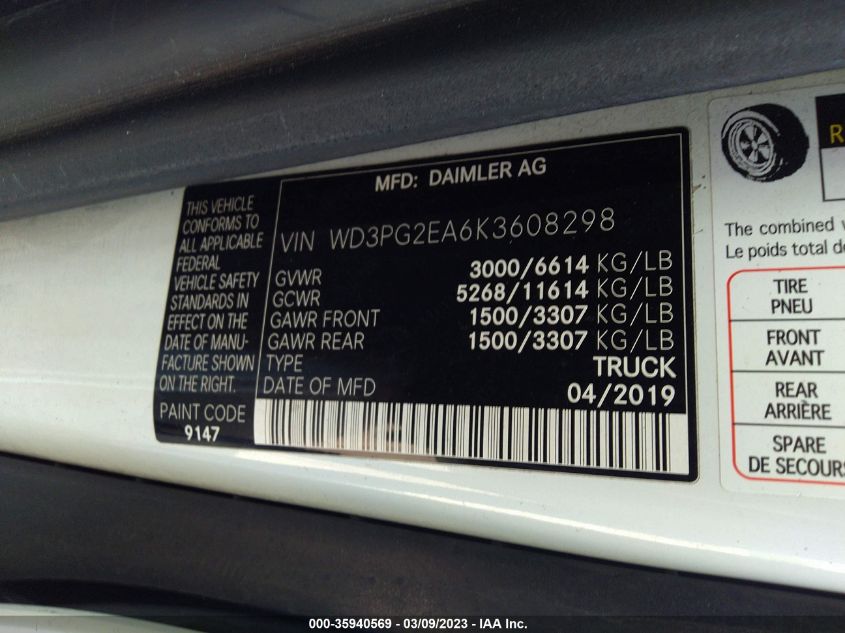 MFD: DAIMLER AG
THIS VEHICLE
CONFORMS TO
ALL APPLICABLE
FEDERAL
VEHICLE SAFETY
STANDARDS IN
EFFECT ON THE
DATE OF MANU-
FACTURE SHOWN
ON THE RIGHT.
PAINT CODE
9147
VIN WD3PG2EA6K3608298
GVWR 3000/6614 KG/LB
GCWR 5268/11614 KG/LB
GAWR FRONT 1500/3307 KG/LB
GAWR REAR 1500/3307 KG/LB
TYPE TRUCK
DATE OF MFD 04/2019
The combined
Le poids total de
TIRE
PNEU
FRONT
AVANT
REAR
ARRIÈRE
SPARE
DE SECOURS
000-35940569 — 03/09/2023 — IAA Inc.